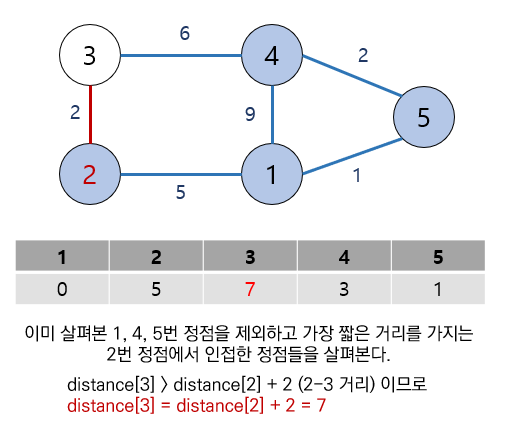 3
6
4
2
2
9
5
2
5
1
1
1 2 3 4 5
0 5 7 3 1
이미 살펴본 1, 4, 5번 정점을 제외하고 가장 짧은 거리를 가지는
2번 정점에서 인접한 정점들을 살펴본다.
distance[3] > distance[2] + 2 (2-3 거리) 이므로
distance[3] = distance[2] + 2 = 7